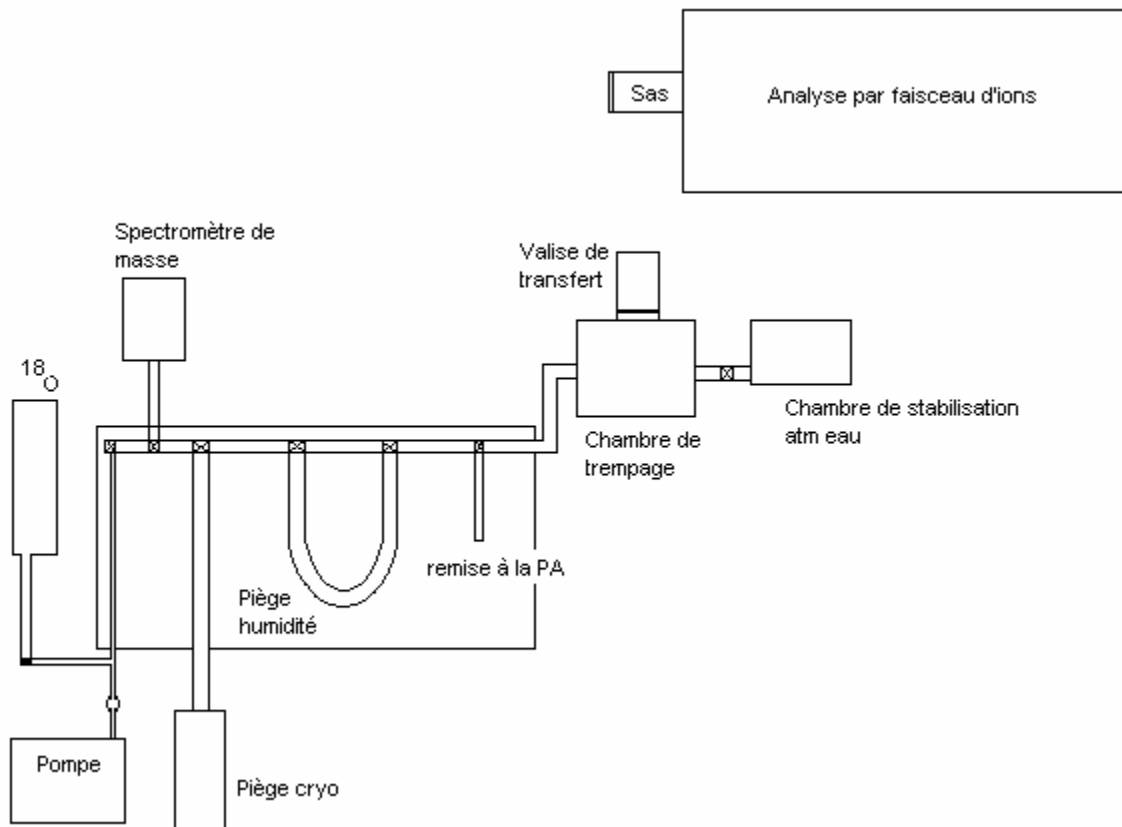 Sas
Analyse par faisceau d'ions
Spectromètre de
masse
Valise de
transfert
18
O
Chambre de stabilisation
atm eau
Chambre de
trempage
remise à la PA
Piège
humidité
Pompe
Piège cryo